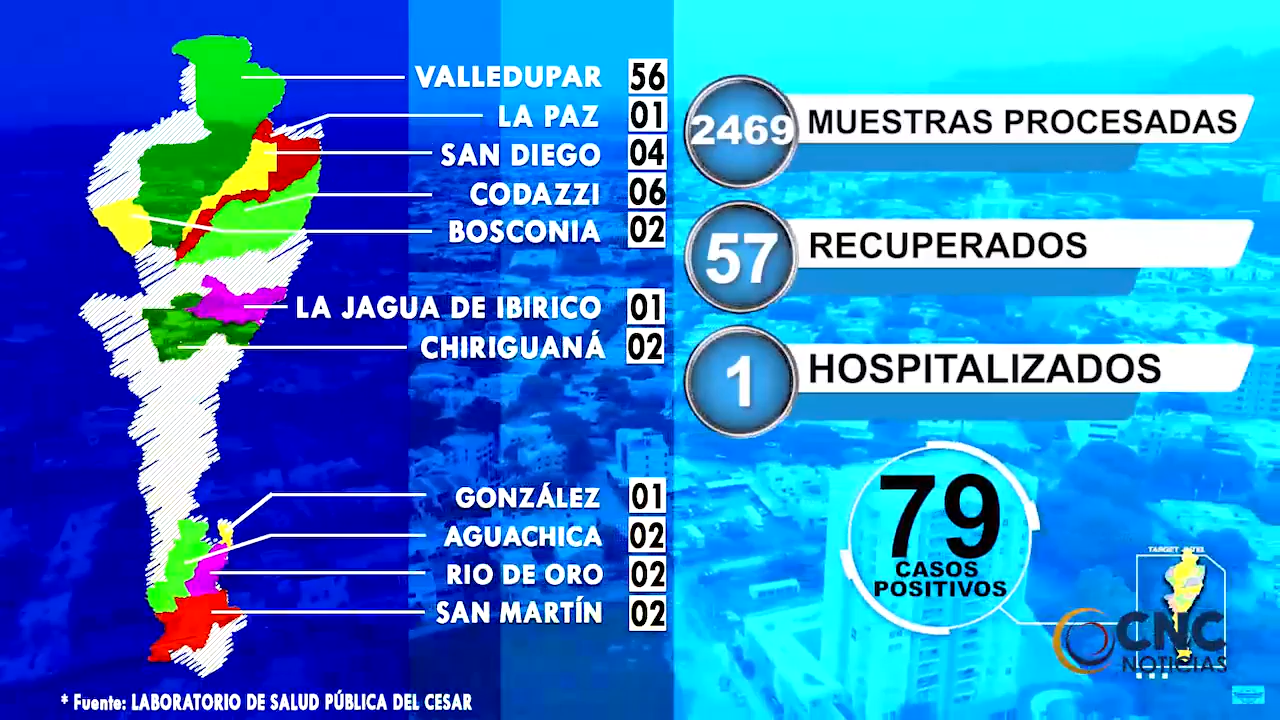 VALLEDUPAR 56
LA PAZ 01
SAN DIEGO 04
CODAZZI 06
BOSCONIA 02
LA JAGUA DE IBIRICO 01
CHIRIGUANÁ 02
GONZÁLEZ 01
AGUACHICA 02
RIO DE ORO 02
SAN MARTÍN 02
* Fuente: LABORATORIO DE SALUD PÚBLICA DEL CESAR
2469 MUESTRAS PROCESADAS
57 RECUPERADOS
1 HOSPITALIZADOS
79
CASOS
POSITIVOS
CNC
NOTICIAS